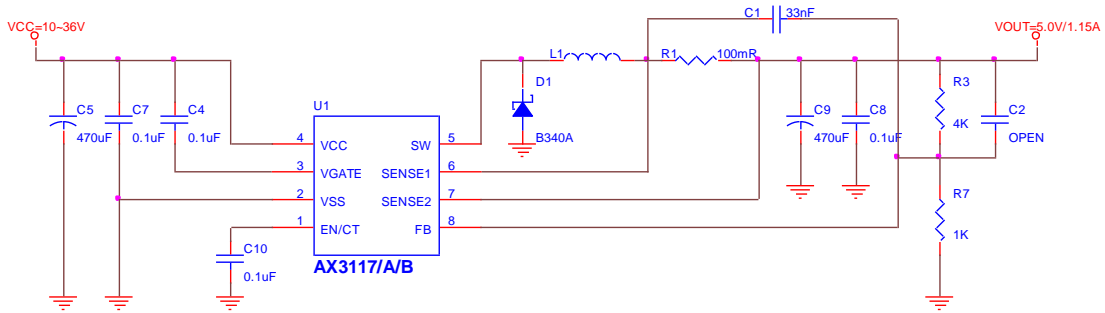 VCC=10~36V
C1
33nF
VOUT=5.0V/1.15A
L1
R1
100mR
D1
B340A
C5
470uF
C7
0.1uF
C4
0.1uF
U1
C9
470uF
C8
0.1uF
R3
4K
C2
OPEN
4
VCC
SW
5
3
VGATE
SENSE1
6
2
VSS
SENSE2
7
1
EN/CT
FB
8
AX3117/A/B
C10
0.1uF
R7
1K